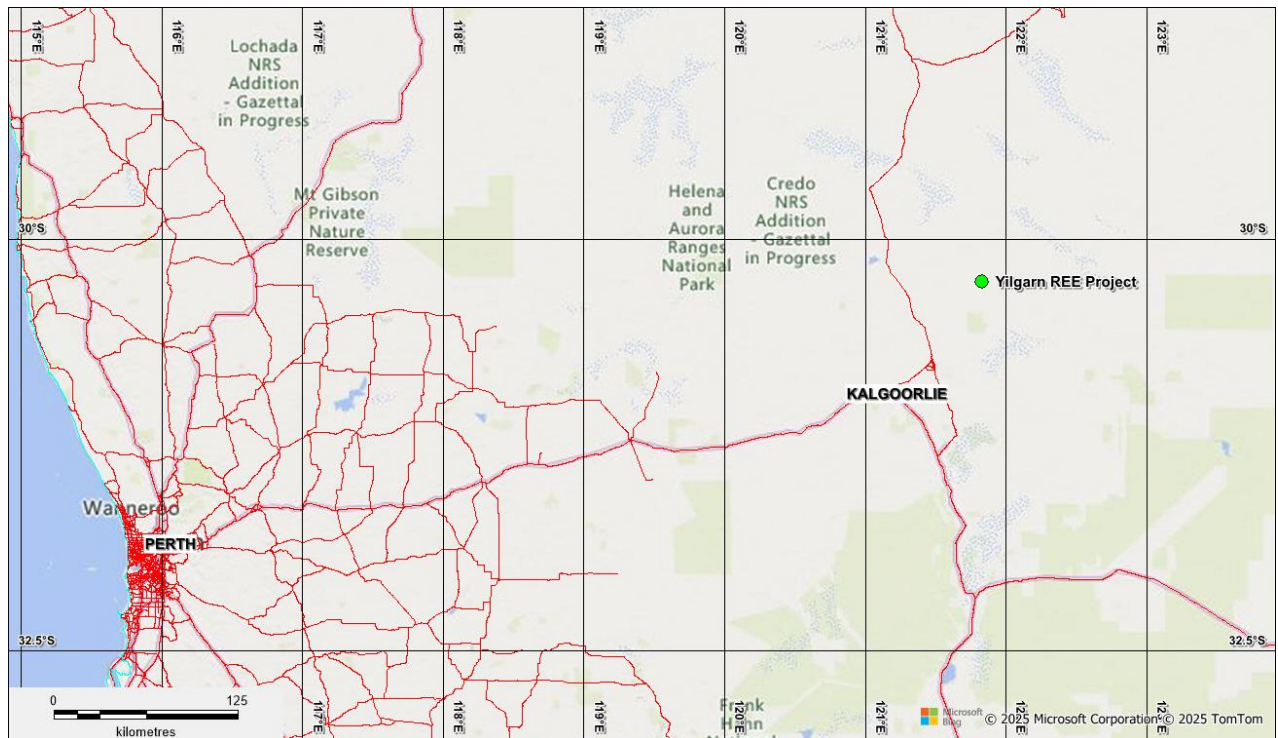 115°E
116°E
117°E
118°E
119°E
120°E
121°E
122°E
123°E
Lochada
NRS
Addition
- Gazettal
in Progress
Mt Gibson
Private
Nature
Reserve
Helena
and
Aurora
Ranges
National
Park
Credo
NRS
Addition
- Gazettal
in Progress
30°S
30°S
Yilgarn REE Project
KALGOORLIE
Wanneroo
PERTH
32.5°S
32.5°S
0
125
kilometres
117°E
118°E
119°E
120°E
121°E
Frank
Hahn
Microsoft
Bing
© 2025 Microsoft Corporation © 2025 TomTom